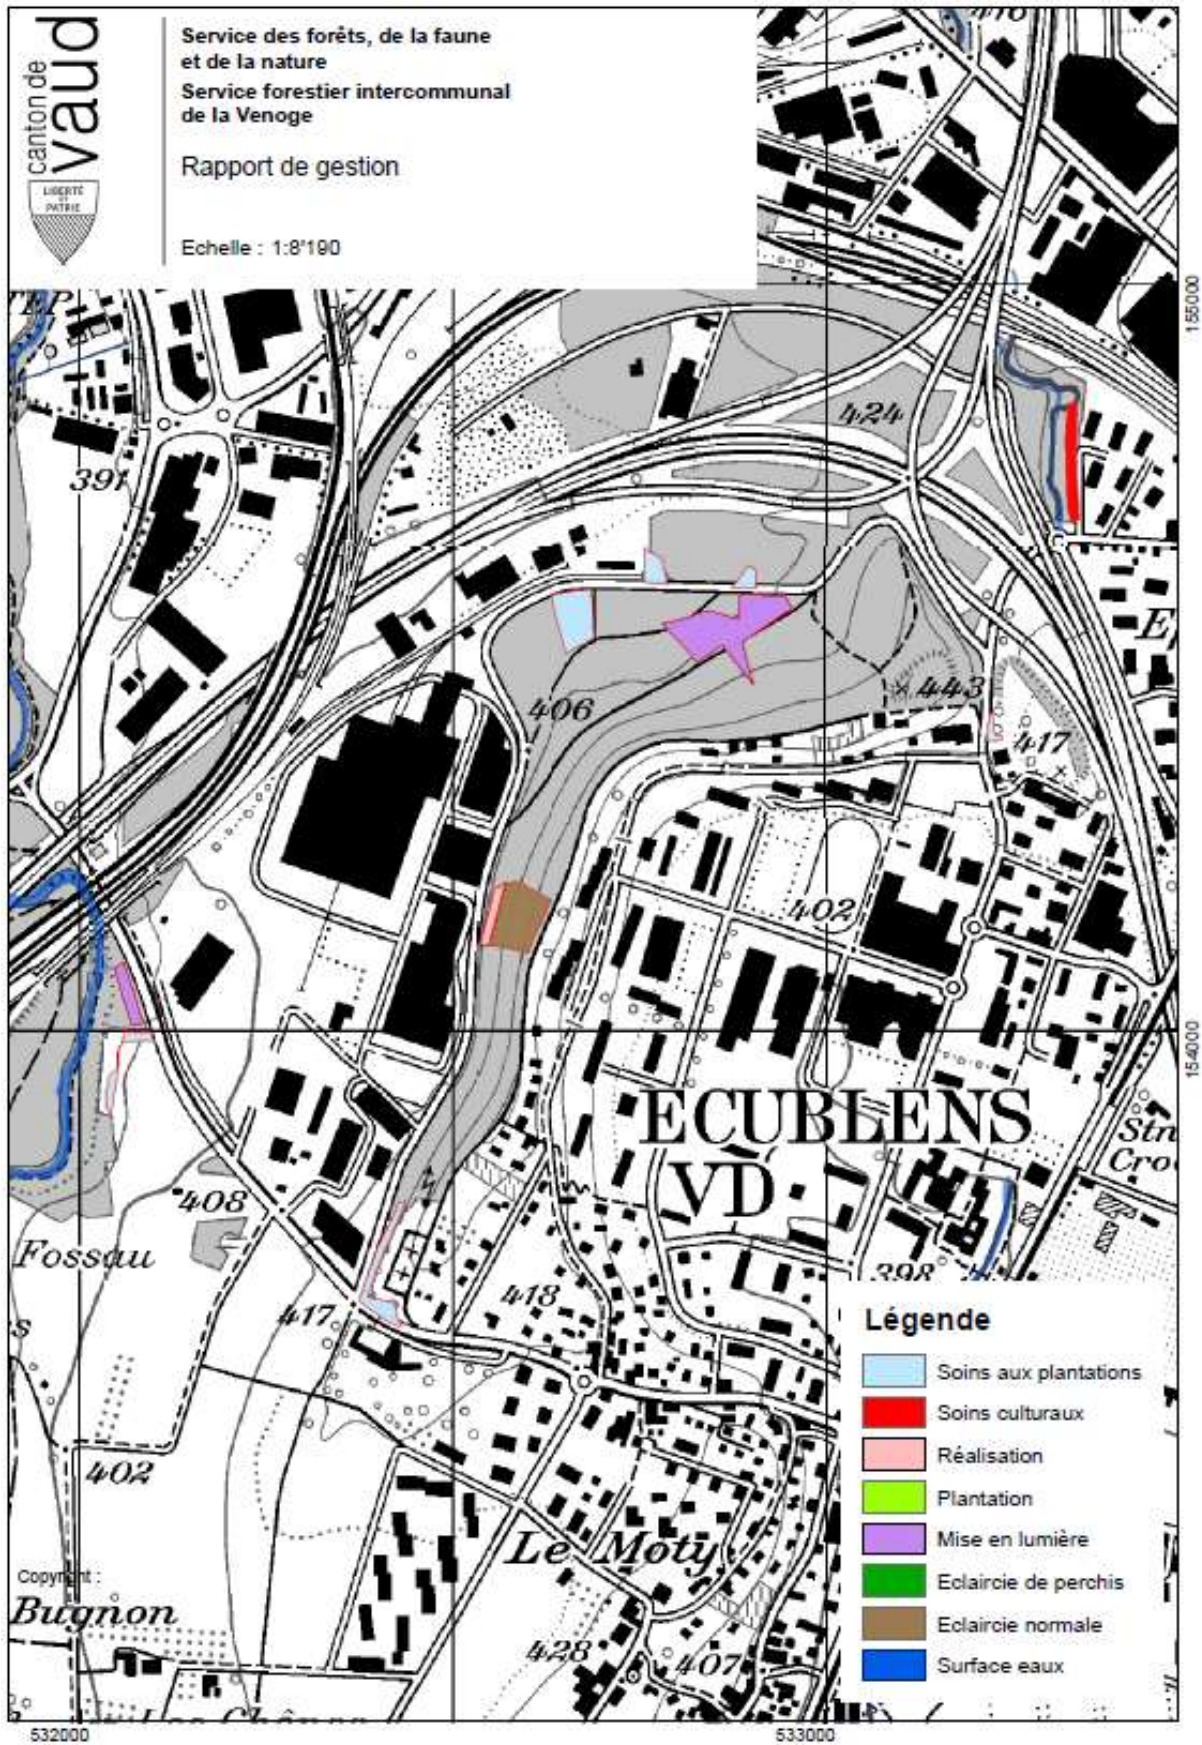 canton de
vaud
LIBERTÉ
ET
PATRIE
Service des forêts, de la faune
et de la nature
Service forestier intercommunal
de la Venoge
Rapport de gestion
Echelle : 1:8'190
155000
424
391
443
406
417
402
154000
ECUBLENS
VD
408
Fossau
398
417
418
402
Le Moty
Copyright :
Bugnon
428
407
Légende
Soins aux plantations
Soins culturaux
Réalisation
Plantation
Mise en lumière
Eclaircie de perchis
Eclaircie normale
Surface eaux
532000
533000